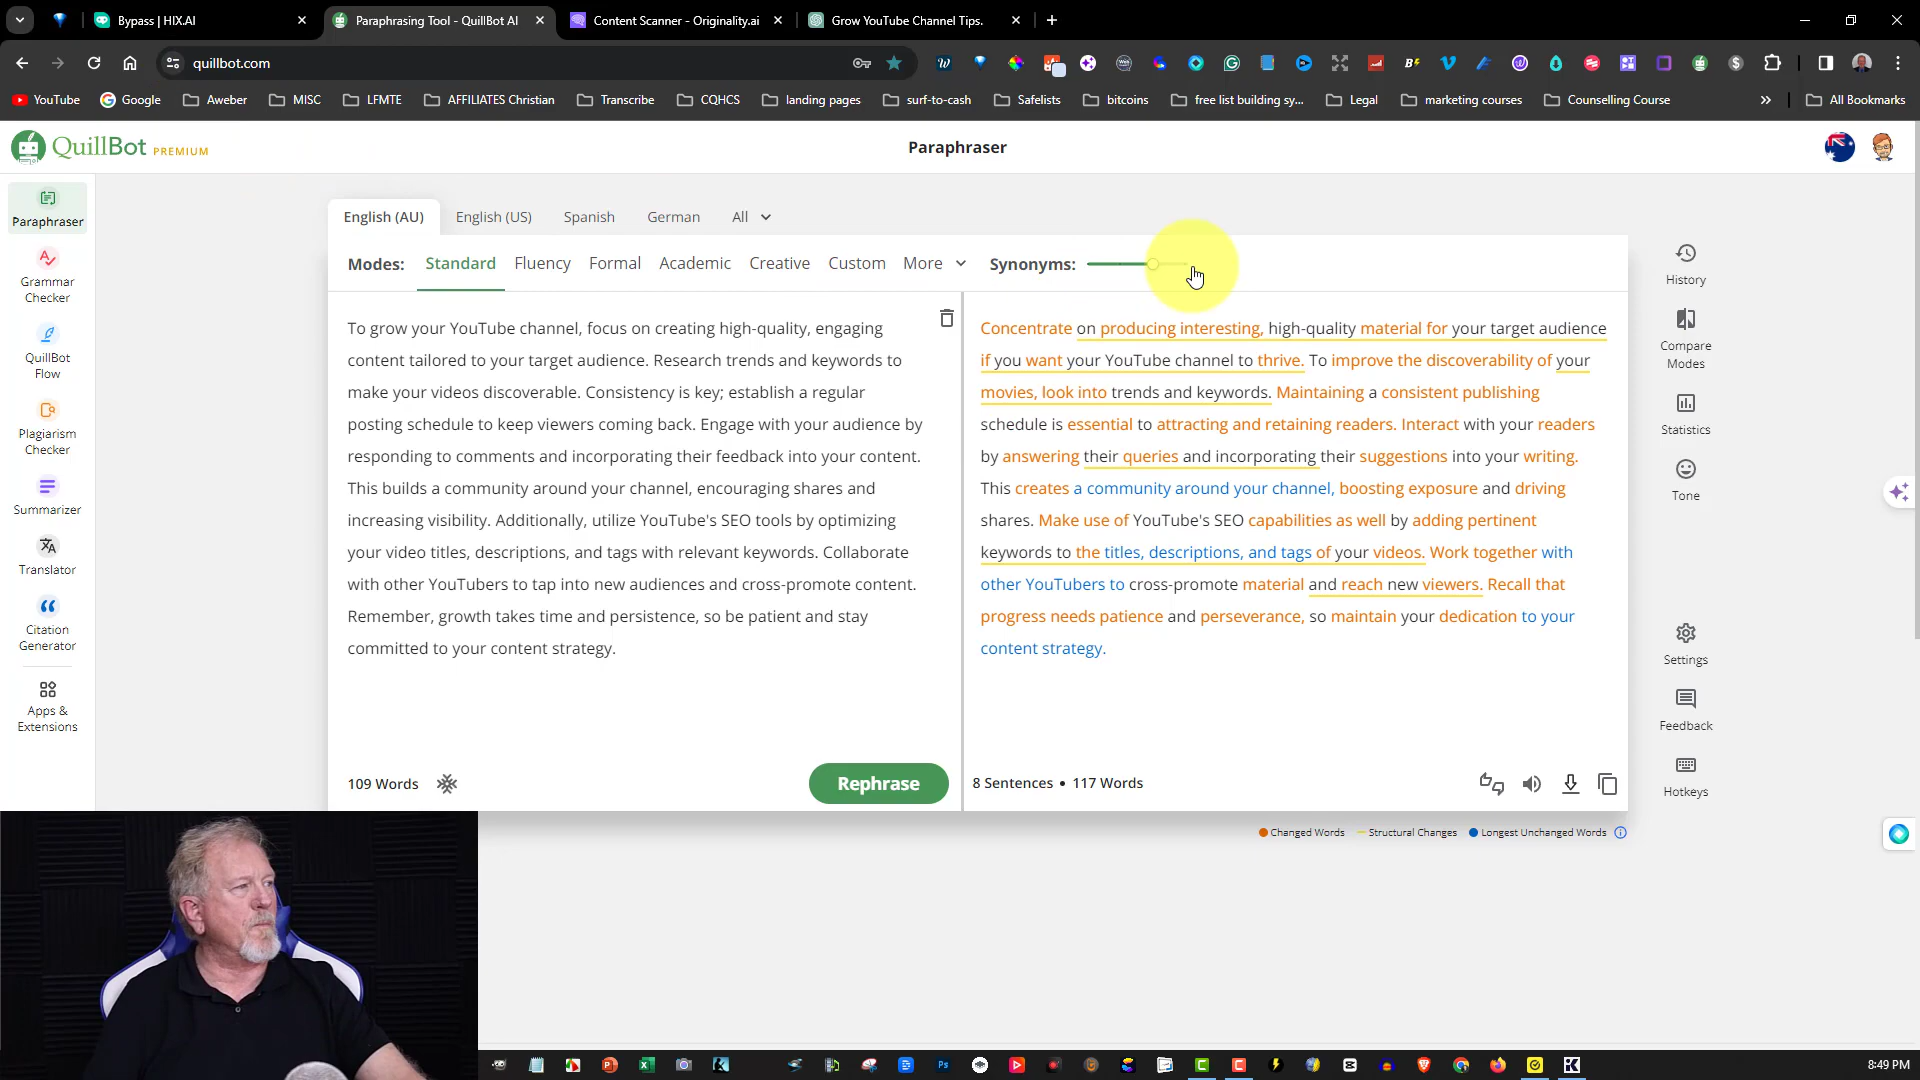 Bypass | HIX.AI
Paraphrasing Tool - QuillBot AI
Content Scanner - Originality.ai
Grow YouTube Channel Tips.
quillbot.com
YouTube
Google
Aweber
MISC
LFMTE
AFFILIATES Christian
Transcribe
CQHCS
landing pages
surf-to-cash
Safelists
bitcoins
free list building sy...
Legal
marketing courses
Counselling Course
All Bookmarks
QuillBot PREMIUM
Paraphraser
Paraphraser
Grammar
Checker
QuillBot
Flow
Plagiarism
Checker
Summarizer
Translator
Citation
Generator
Apps &
Extensions
English (AU)
English (US)
Spanish
German
All
Modes:
Standard
Fluency
Formal
Academic
Creative
Custom
More
Synonyms:
To grow your YouTube channel, focus on creating high-quality, engaging
content tailored to your target audience. Research trends and keywords to
make your videos discoverable. Consistency is key; establish a regular
posting schedule to keep viewers coming back. Engage with your audience by
responding to comments and incorporating their feedback into your content.
This builds a community around your channel, encouraging shares and
increasing visibility. Additionally, utilize YouTube's SEO tools by optimizing
your video titles, descriptions, and tags with relevant keywords. Collaborate
with other YouTubers to tap into new audiences and cross-promote content.
Remember, growth takes time and persistence, so be patient and stay
committed to your content strategy.
109 Words
Rephrase
Concentrate on producing interesting, high-quality material for your target audience
if you want your YouTube channel to thrive. To improve the discoverability of your
movies, look into trends and keywords. Maintaining a consistent publishing
schedule is essential to attracting and retaining readers. Interact with your readers
by answering their queries and incorporating their suggestions into your writing.
This creates a community around your channel, boosting exposure and driving
shares. Make use of YouTube's SEO capabilities as well by adding pertinent
keywords to the titles, descriptions, and tags of your videos. Work together with
other YouTubers to cross-promote material and reach new viewers. Recall that
progress needs patience and perseverance, so maintain your dedication to your
content strategy.
8 Sentences • 117 Words
Changed Words
Structural Changes
Longest Unchanged Words
History
Compare
Modes
Statistics
Tone
Settings
Feedback
Hotkeys
8:49 PM